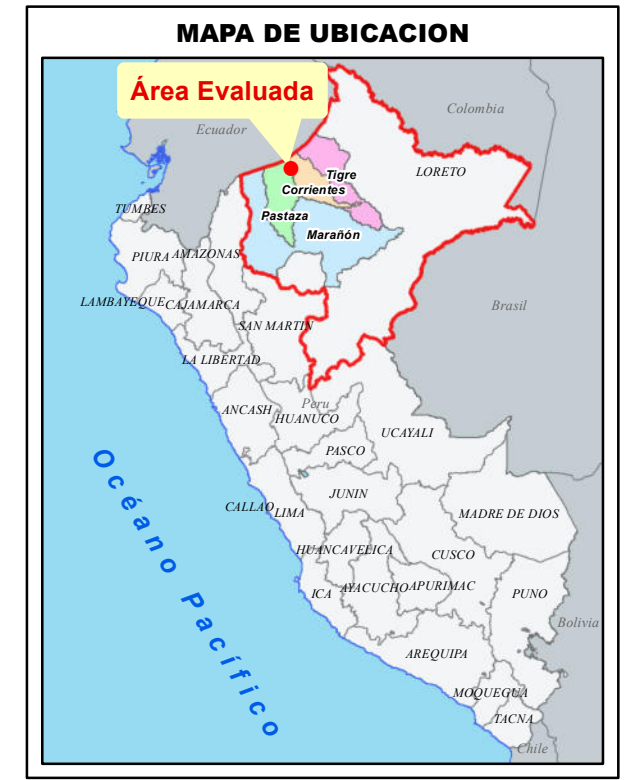 MAPA DE UBICACION
Área Evaluada
Colombia
Ecuador
LORETO
Tigre
Corrientes
TUMBES
Pastaza
Marañón
PIURA
AMAZONAS
LAMBAYEQUE
CAJAMARCA
Brasil
SAN MARTIN
LA LIBERTAD
Peru
ANCASH
HUANUCO
UCAYALI
PASCO
Océano Pacífico
JUNIN
CALLAO
LIMA
MADRE DE DIOS
HUANCAVELICA
CUSCO
ICA
AYACUCHO
APURIMAC
PUNO
Bolivia
AREQUIPA
MOQUEGUA
TACNA
Chile